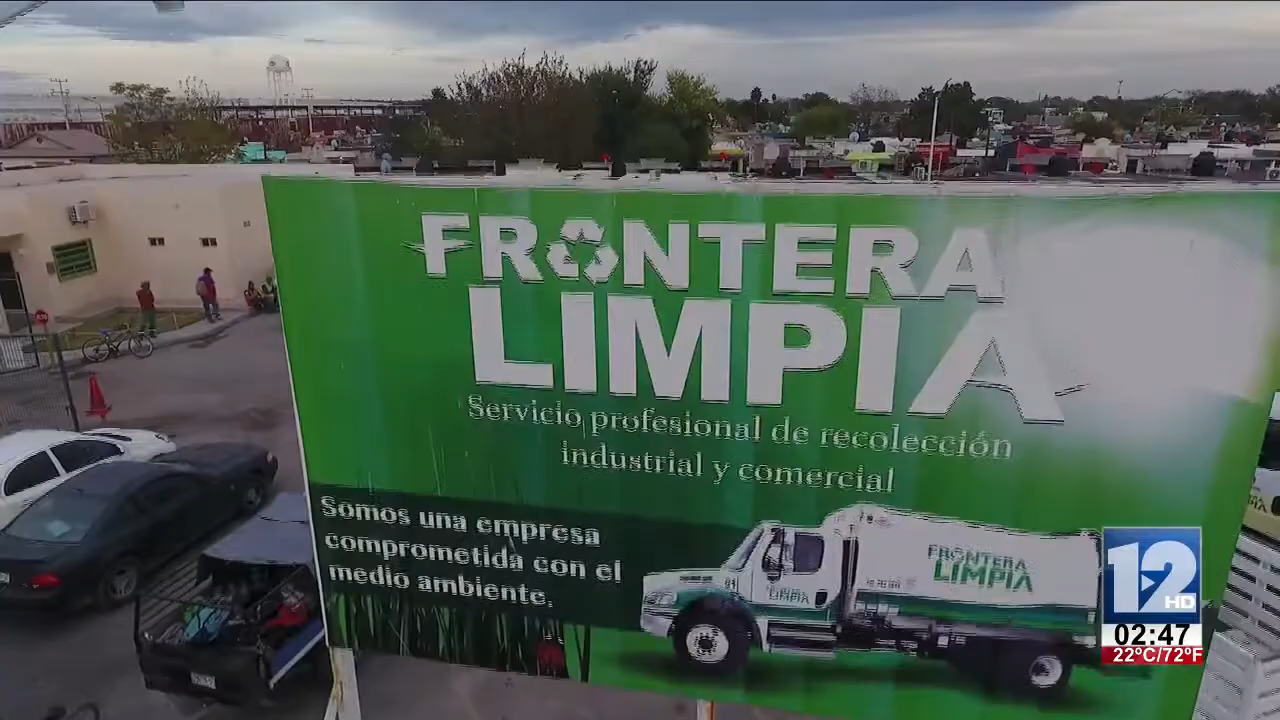 FRONTERA
LIMPIA
Servicio profesional de recolección
industrial y comercial
Somos una empresa
comprometida con el
medio ambiente.
FRONTERA
LIMPIA
LIMPIA
12
HD
02:47
22°C/72°F